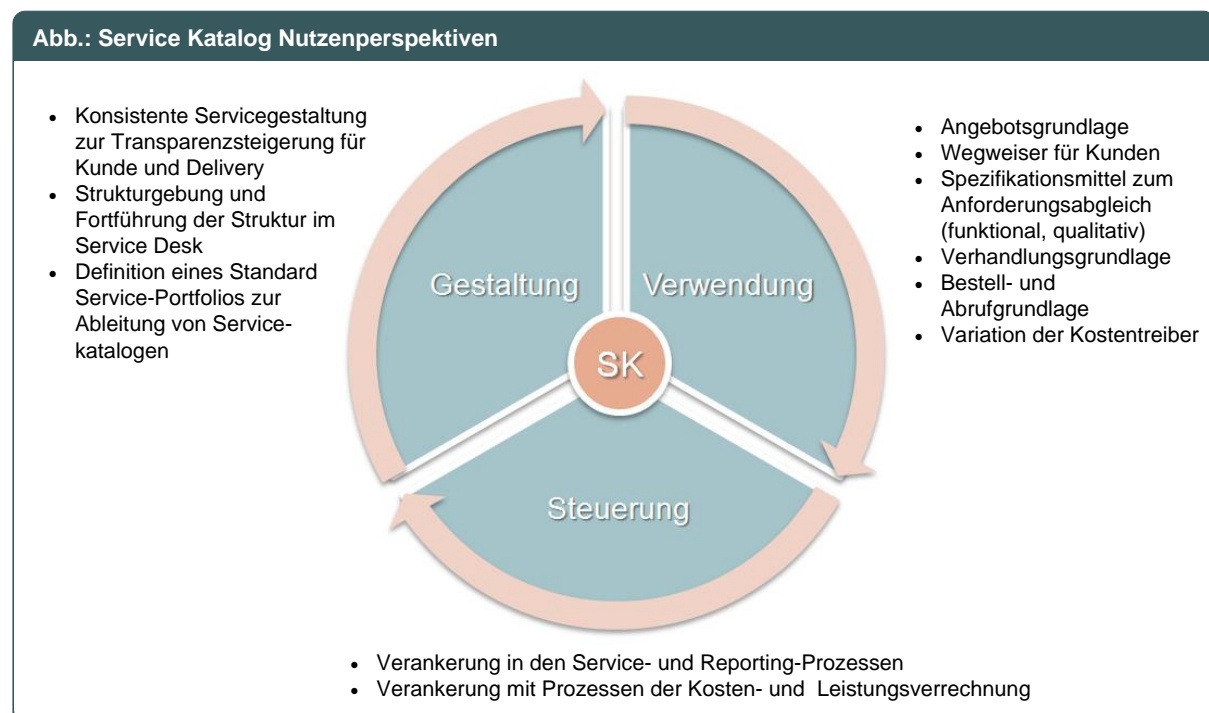 Abb.: Service Katalog Nutzenperspektiven
• Konsistente Servicegestaltung
zur Transparenzsteigerung für
Kunde und Delivery
• Strukturgebung und
Fortführung der Struktur im
Service Desk
• Definition eines Standard
Service-Portfolios zur
Ableitung von Service-
katalogen
Gestaltung
Verwendung
SK
Steuerung
• Angebotsgrundlage
• Wegweiser für Kunden
• Spezifikationsmittel zum
Anforderungsabgleich
(funktional, qualitativ)
• Verhandlungsgrundlage
• Bestell- und
Abrufgrundlage
• Variation der Kostentreiber
• Verankerung in den Service- und Reporting-Prozessen
• Verankerung mit Prozessen der Kosten- und Leistungsverrechnung